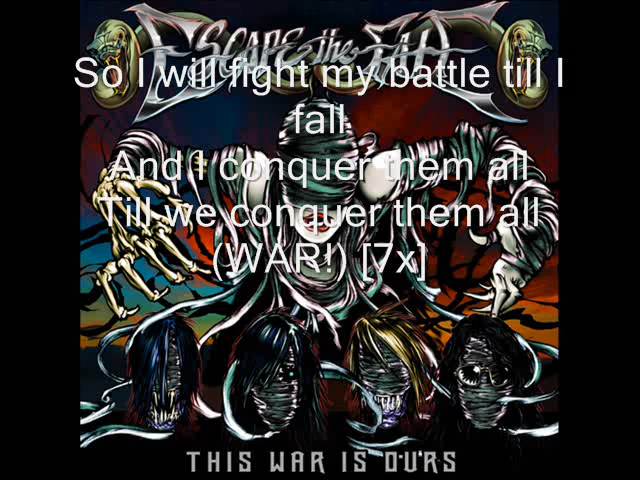 ESCAPE the FATE
So I will fight my battle till I
fall
And I conquer them all
Till we conquer them all
(WAR!) [7x]
THIS WAR IS OURS